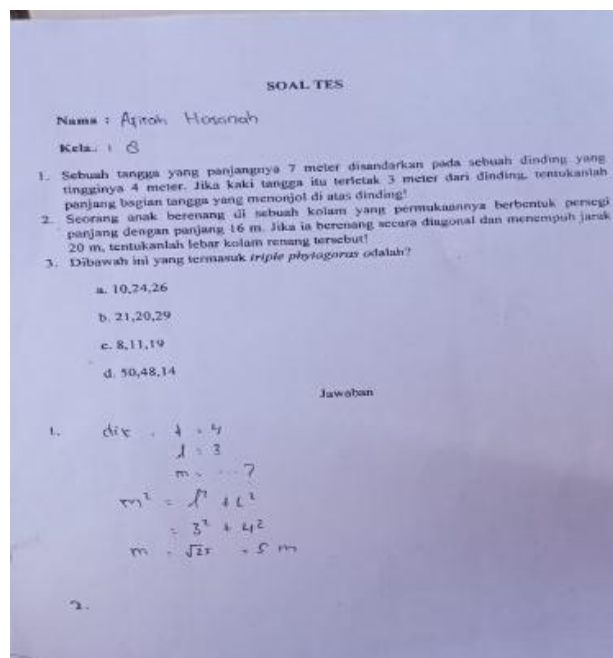 SOAL TES
Nama : Afifah Hasanah
Kelas : 8
1. Sebuah tangga yang panjangnya 7 meter disandarkan pada sebuah dinding yang
tingginya 4 meter. Jika kaki tangga itu terletak 3 meter dari dinding, tentukanlah
panjang bagian tangga yang menonjol di atas dinding!
2. Seorang anak berenang di sebuah kolam yang permukaannya berbentuk persegi
panjang dengan panjang 16 m. Jika ia berenang secara diagonal dan menempuh jarak
20 m, tentukanlah lebar kolam renang tersebut!
3. Dibawah ini yang termasuk triple phytagoras adalah?
a. 10,24,26
b. 21,20,29
c. 8,11,19
d. 50,48,14
Jawaban
1. dik . t = 4
l = 3
m = ... ?
m² = l² + t²
= 3² + 4²
m = √25 = 5 m
2.